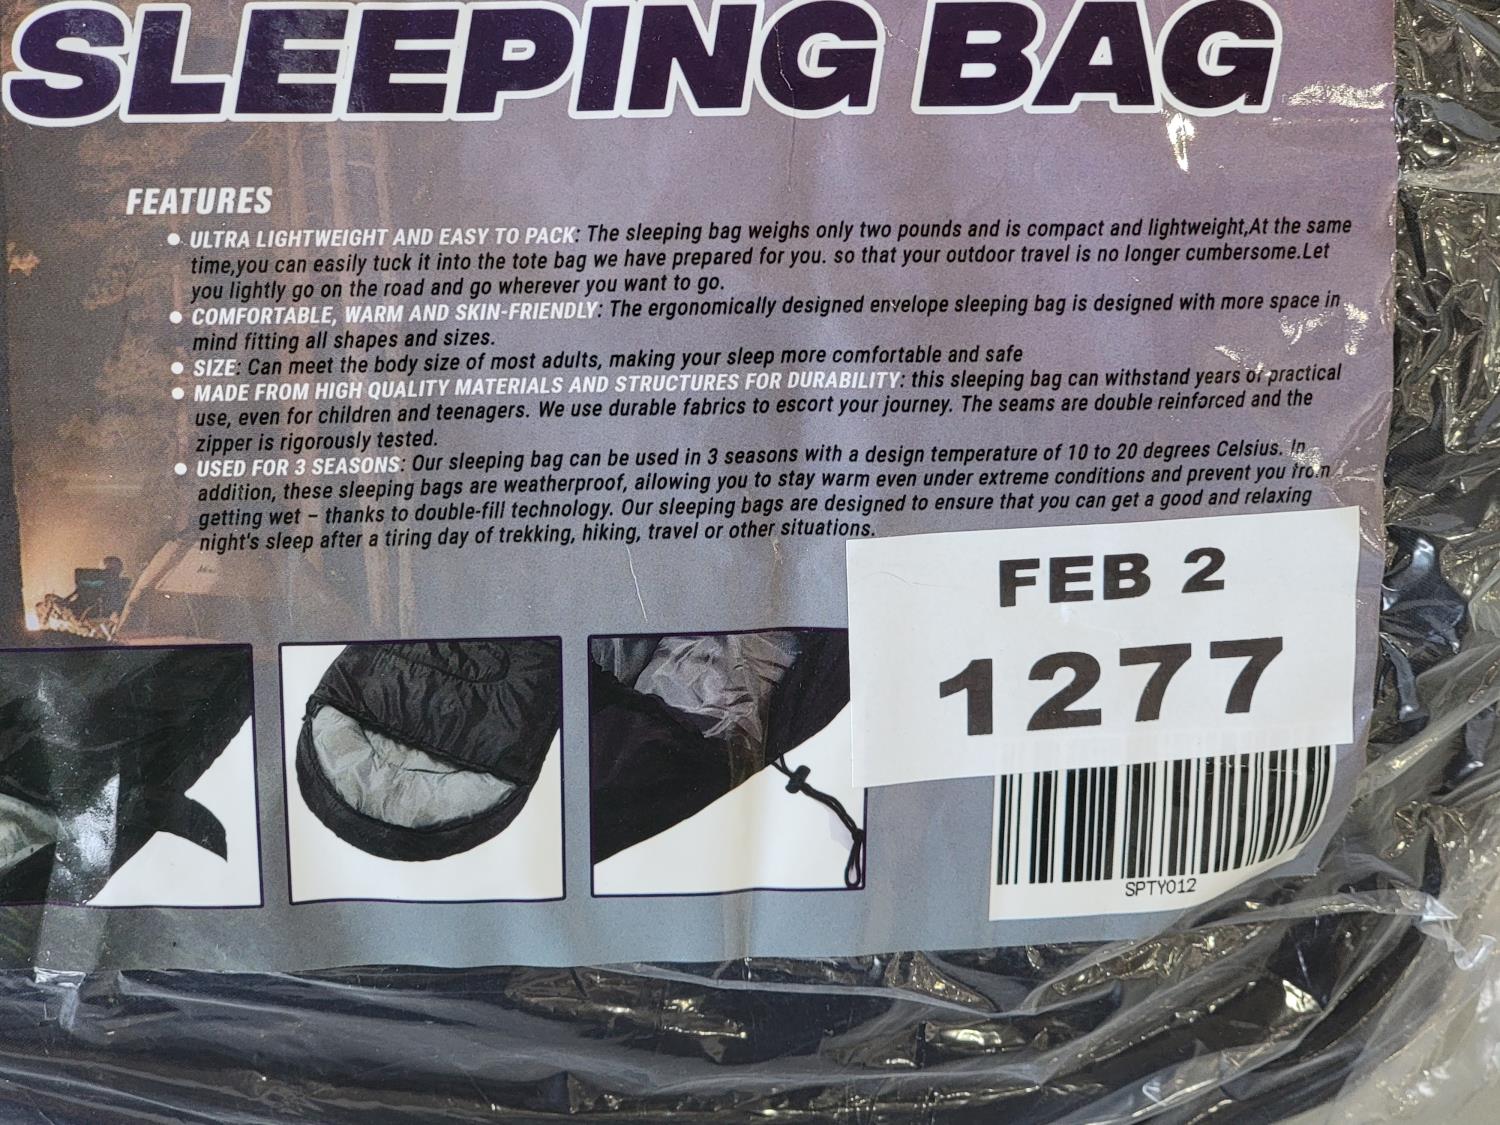 SLEEPING BAG
FEATURES
● ULTRA LIGHTWEIGHT AND EASY TO PACK: The sleeping bag weighs only two pounds and is compact and lightweight,At the same
time,you can easily tuck it into the tote bag we have prepared for you. so that your outdoor travel is no longer cumbersome.Let
you lightly go on the road and go wherever you want to go.
● COMFORTABLE, WARM AND SKIN-FRIENDLY: The ergonomically designed envelope sleeping bag is designed with more space in
mind fitting all shapes and sizes.
● SIZE: Can meet the body size of most adults, making your sleep more comfortable and safe
● MADE FROM HIGH QUALITY MATERIALS AND STRUCTURES FOR DURABILITY: this sleeping bag can withstand years of practical
use, even for children and teenagers. We use durable fabrics to escort your journey. The seams are double reinforced and the
zipper is rigorously tested.
● USED FOR 3 SEASONS: Our sleeping bag can be used in 3 seasons with a design temperature of 10 to 20 degrees Celsius. In
addition, these sleeping bags are weatherproof, allowing you to stay warm even under extreme conditions and prevent you from
getting wet – thanks to double-fill technology. Our sleeping bags are designed to ensure that you can get a good and relaxing
night's sleep after a tiring day of trekking, hiking, travel or other situations.
FEB 2
1277
SPTY012